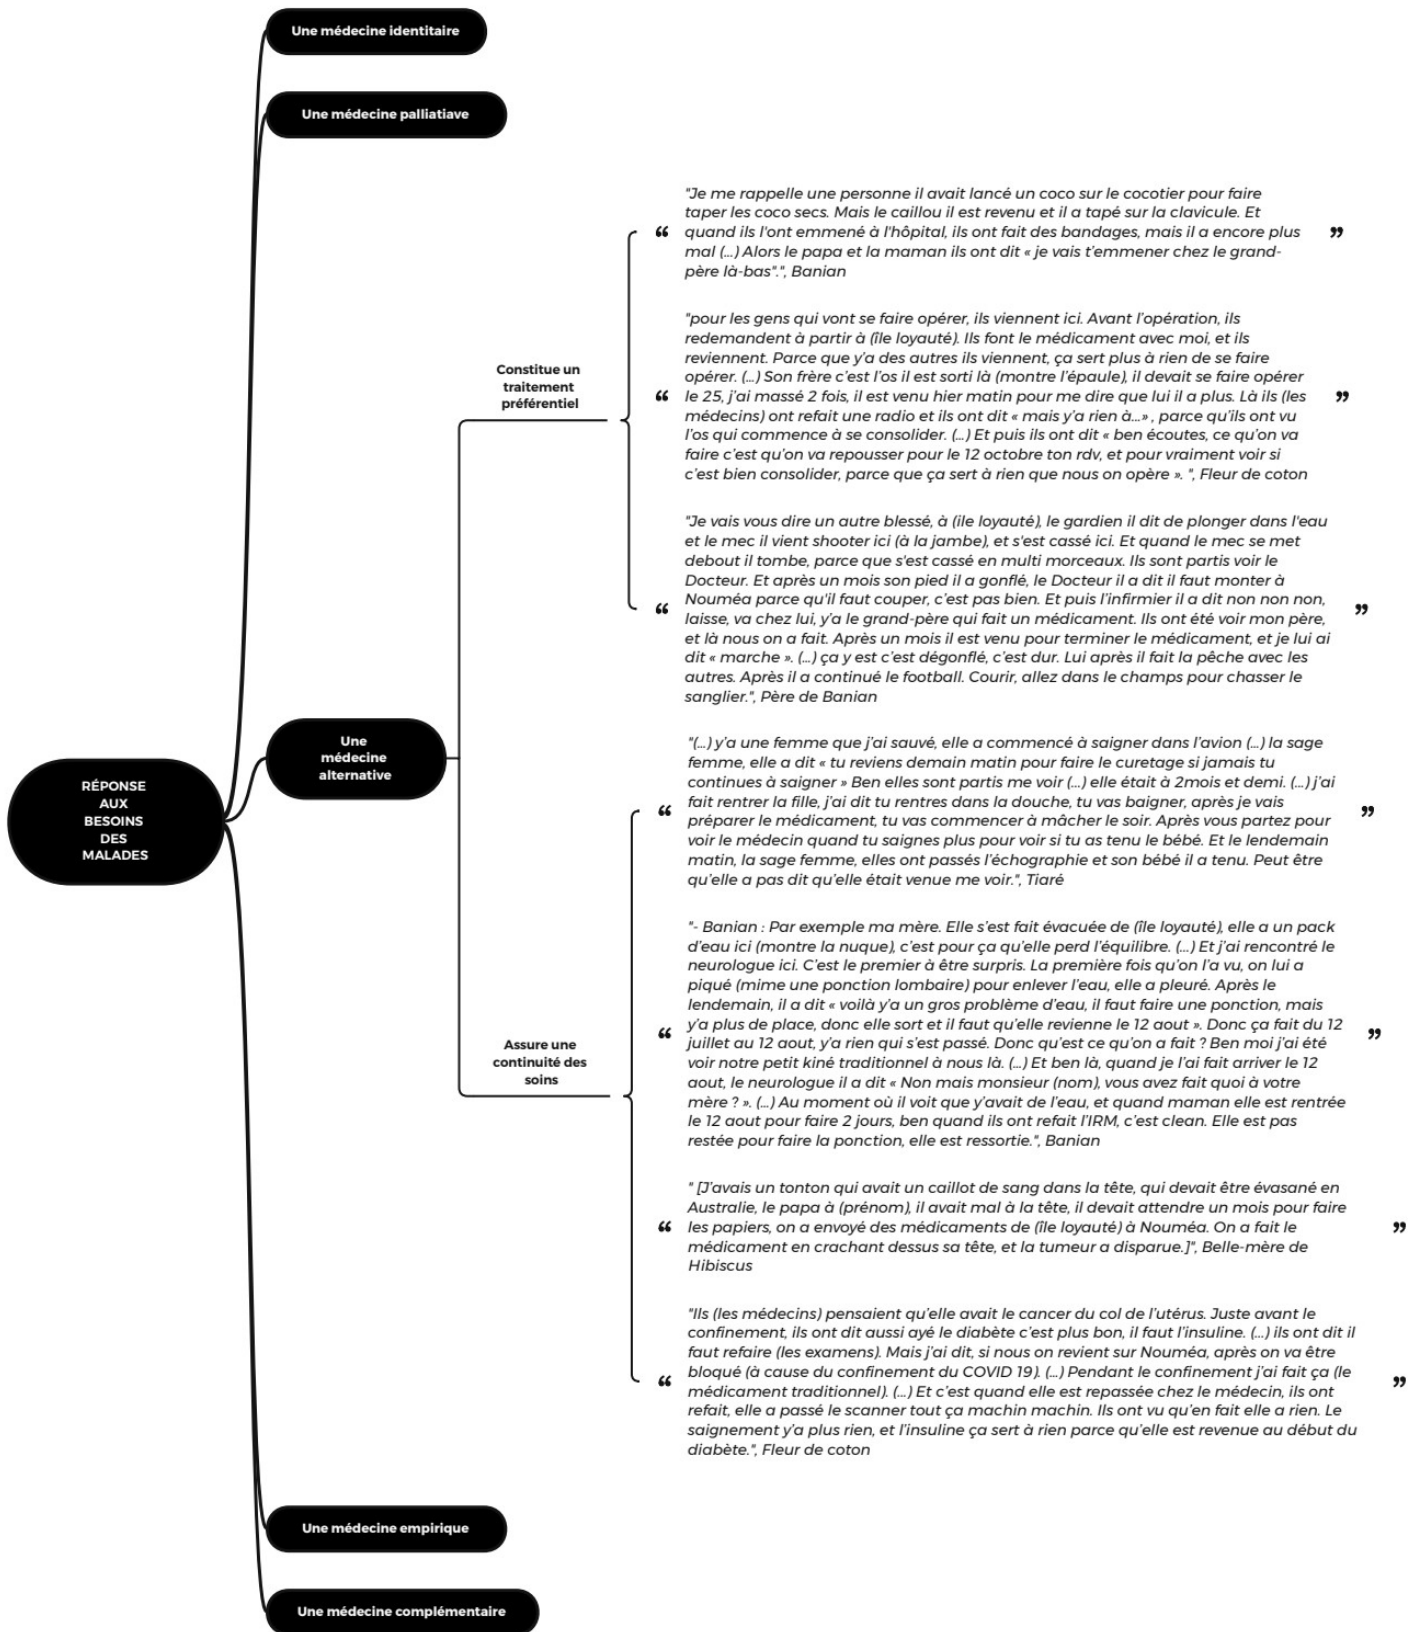 Une médecine identitaire
Une médecine palliatiave
"Je me rappelle une personne il avait lancé un coco sur le cocotier pour faire
taper les coco secs. Mais le caillou il est revenu et il a tapé sur la clavicule. Et
“ quand ils l'ont emmené à l'hôpital, ils ont fait des bandages, mais il a encore plus ”
mal (...) Alors le papa et la maman ils ont dit « je vais t’emmener chez le grand-
père là-bas".", Banian
"pour les gens qui vont se faire opérer, ils viennent ici. Avant l’opération, ils
redemandent à partir à (île loyauté). Ils font le médicament avec moi, et ils
reviennent. Parce que y’a des autres ils viennent, ça sert plus à rien de se faire
opérer. (...) Son frère c’est l’os il est sorti là (montre l’épaule), il devait se faire opérer
“ le 25, j’ai massé 2 fois, il est venu hier matin pour me dire que lui il a plus. Là ils (les ”
médecins) ont refait une radio et ils ont dit « mais y’a rien à...» , parce qu’ils ont vu
l’os qui commence à se consolider. (...) Et puis ils ont dit « ben écoutes, ce qu’on va
faire c’est qu’on va repousser pour le 12 octobre ton rdv, et pour vraiment voir si
c’est bien consolider, parce que ça sert à rien que nous on opère ». ", Fleur de coton
Constitue un
traitement
préférentiel
"Je vais vous dire un autre blessé, à (île loyauté), le gardien il dit de plonger dans l'eau
et le mec il vient shooter ici (à la jambe), et s'est cassé ici. Et quand le mec se met
debout il tombe, parce que s'est cassé en multi morceaux. Ils sont partis voir le
Docteur. Et après un mois son pied il a gonflé, le Docteur il a dit il faut monter à
“ Nouméa parce qu'il faut couper, c’est pas bien. Et puis l’infirmier il a dit non non non, ”
laisse, va chez lui, y’a le grand-père qui fait un médicament. Ils ont été voir mon père,
et là nous on a fait. Après un mois il est venu pour terminer le médicament, et je lui ai
dit « marche ». (...) ça y est c’est dégonflé, c’est dur. Lui après il fait la pêche avec les
autres. Après il a continué le football. Courir, allez dans le champs pour chasser le
sanglier.", Père de Banian
Une
médecine
alternative
RÉPONSE
AUX
BESOINS
DES
MALADES
"(...) y’a une femme que j’ai sauvé, elle a commencé à saigner dans l’avion (...) la sage
femme, elle a dit « tu reviens demain matin pour faire le curetage si jamais tu
continues à saigner » Ben elles sont partis me voir (...) elle était à 2mois et demi. (...) j’ai
“ fait rentrer la fille, j’ai dit tu rentres dans la douche, tu vas baigner, après je vais ”
préparer le médicament, tu vas commencer à mâcher le soir. Après vous partez pour
voir le médecin quand tu saignes plus pour voir si tu as tenu le bébé. Et le lendemain
matin, la sage femme, elles ont passés l’échographie et son bébé il a tenu. Peut être
qu’elle a pas dit qu’elle était venue me voir.", Tiaré
"- Banian : Par exemple ma mère. Elle s’est fait évacuée de (île loyauté), elle a un pack
d’eau ici (montre la nuque), c’est pour ça qu’elle perd l’équilibre. (...) Et j’ai rencontré le
neurologue ici. C’est le premier à être surpris. La première fois qu’on l’a vu, on lui a
piqué (mime une ponction lombaire) pour enlever l’eau, elle a pleuré. Après le
lendemain, il a dit « voilà y’a un gros problème d’eau, il faut faire une ponction, mais
“ y’a plus de place, donc elle sort et il faut qu’elle revienne le 12 aout ». Donc ça fait du 12 ”
juillet au 12 aout, y’a rien qui s’est passé. Donc qu’est ce qu’on a fait ? Ben moi j’ai été
voir notre petit kiné traditionnel à nous là. (...) Et ben là, quand je l’ai fait arriver le 12
aout, le neurologue il a dit « Non mais monsieur (nom), vous avez fait quoi à votre
mère ? ». (...) Au moment où il voit que y’avait de l’eau, et quand maman elle est rentrée
le 12 aout pour faire 2 jours, ben quand ils ont refait l’IRM, c’est clean. Elle est pas
restée pour faire la ponction, elle est ressortie.", Banian
Assure une
continuité des
soins
" [J’avais un tonton qui avait un caillot de sang dans la tête, qui devait être évasané en
Australie, le papa à (prénom), il avait mal à la tête, il devait attendre un mois pour faire
“ les papiers, on a envoyé des médicaments de (île loyauté) à Nouméa. On a fait le ”
médicament en crachant dessus sa tête, et la tumeur a disparue.]", Belle-mère de
Hibiscus
"Ils (les médecins) pensaient qu’elle avait le cancer du col de l’utérus. Juste avant le
confinement, ils ont dit aussi ayé le diabète c’est plus bon, il faut l’insuline. (...) ils ont dit il
faut refaire (les examens). Mais j’ai dit, si nous on revient sur Nouméa, après on va être
“ bloqué (à cause du confinement du COVID 19). (...) Pendant le confinement j’ai fait ça (le ”
médicament traditionnel). (...) Et c’est quand elle est repassée chez le médecin, ils ont
refait, elle a passé le scanner tout ça machin machin. Ils ont vu qu’en fait elle a rien. Le
saignement y’a plus rien, et l’insuline ça sert à rien parce qu’elle est revenue au début du
diabète.", Fleur de coton
Une médecine empirique
Une médecine complémentaire